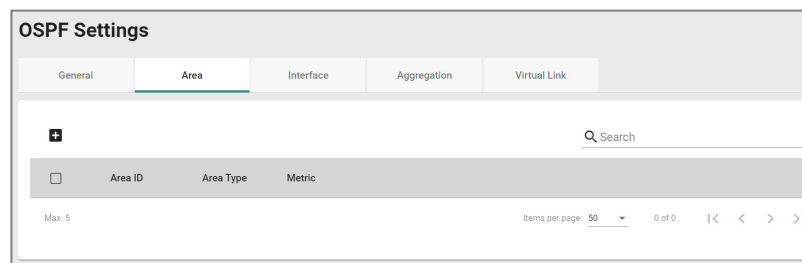 OSPF Settings
General Area Interface Aggregation Virtual Link
Search
Area ID Area Type Metric
Max. 5 Items per page: 50 0 of 0